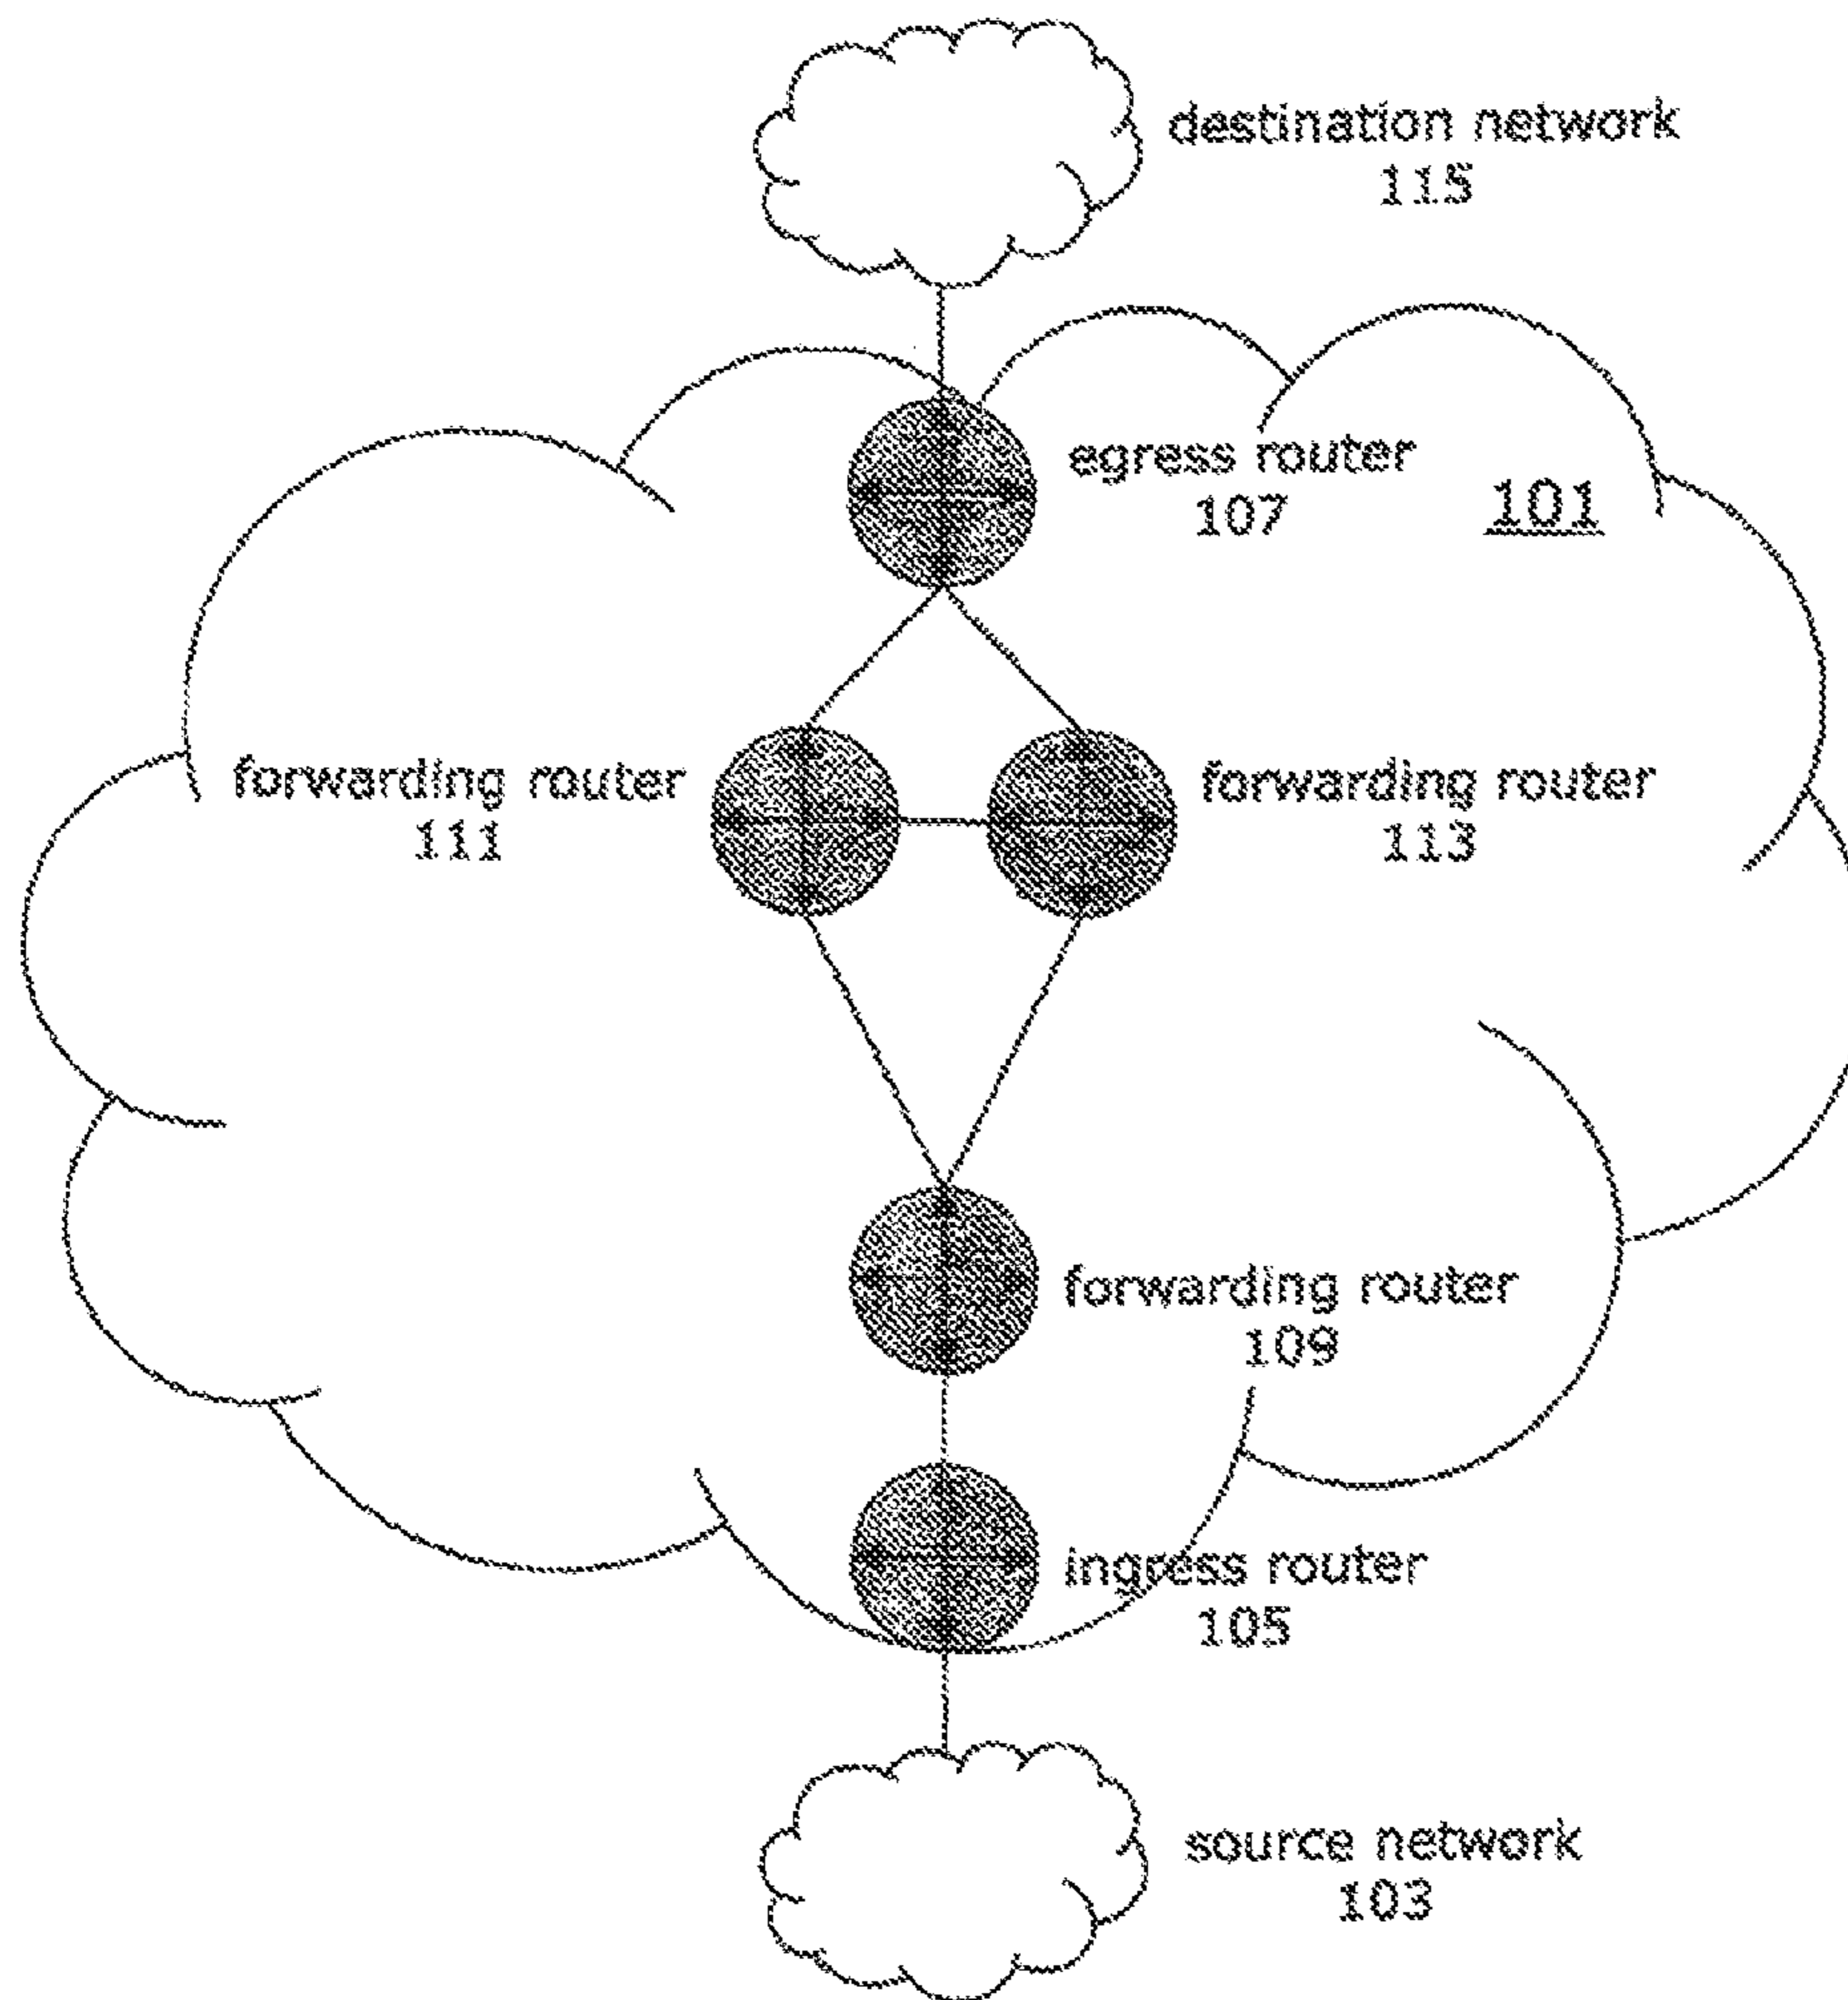 destination network
115
egress router
107
101
forwarding router
111
forwarding router
113
forwarding router
109
ingress router
105
source network
103